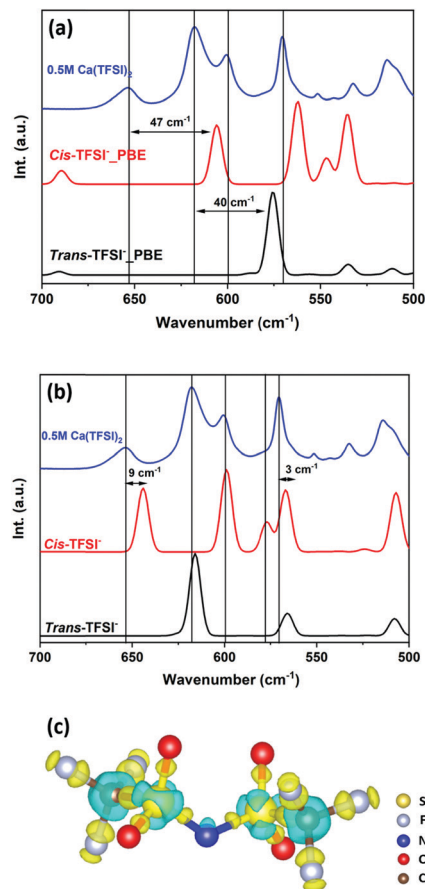 (a)
0.5M Ca(TFSI)₂
47 cm⁻¹
Cis-TFSI⁻_PBE
40 cm⁻¹
Trans-TFSI⁻_PBE
Int. (a.u.)
700 650 600 550 500
Wavenumber (cm⁻¹)
(b)
0.5M Ca(TFSI)₂
9 cm⁻¹
3 cm⁻¹
Cis-TFSI⁻
Trans-TFSI⁻
Int. (a.u.)
700 650 600 550 500
Wavenumber (cm⁻¹)
(c)
S
F
N
O